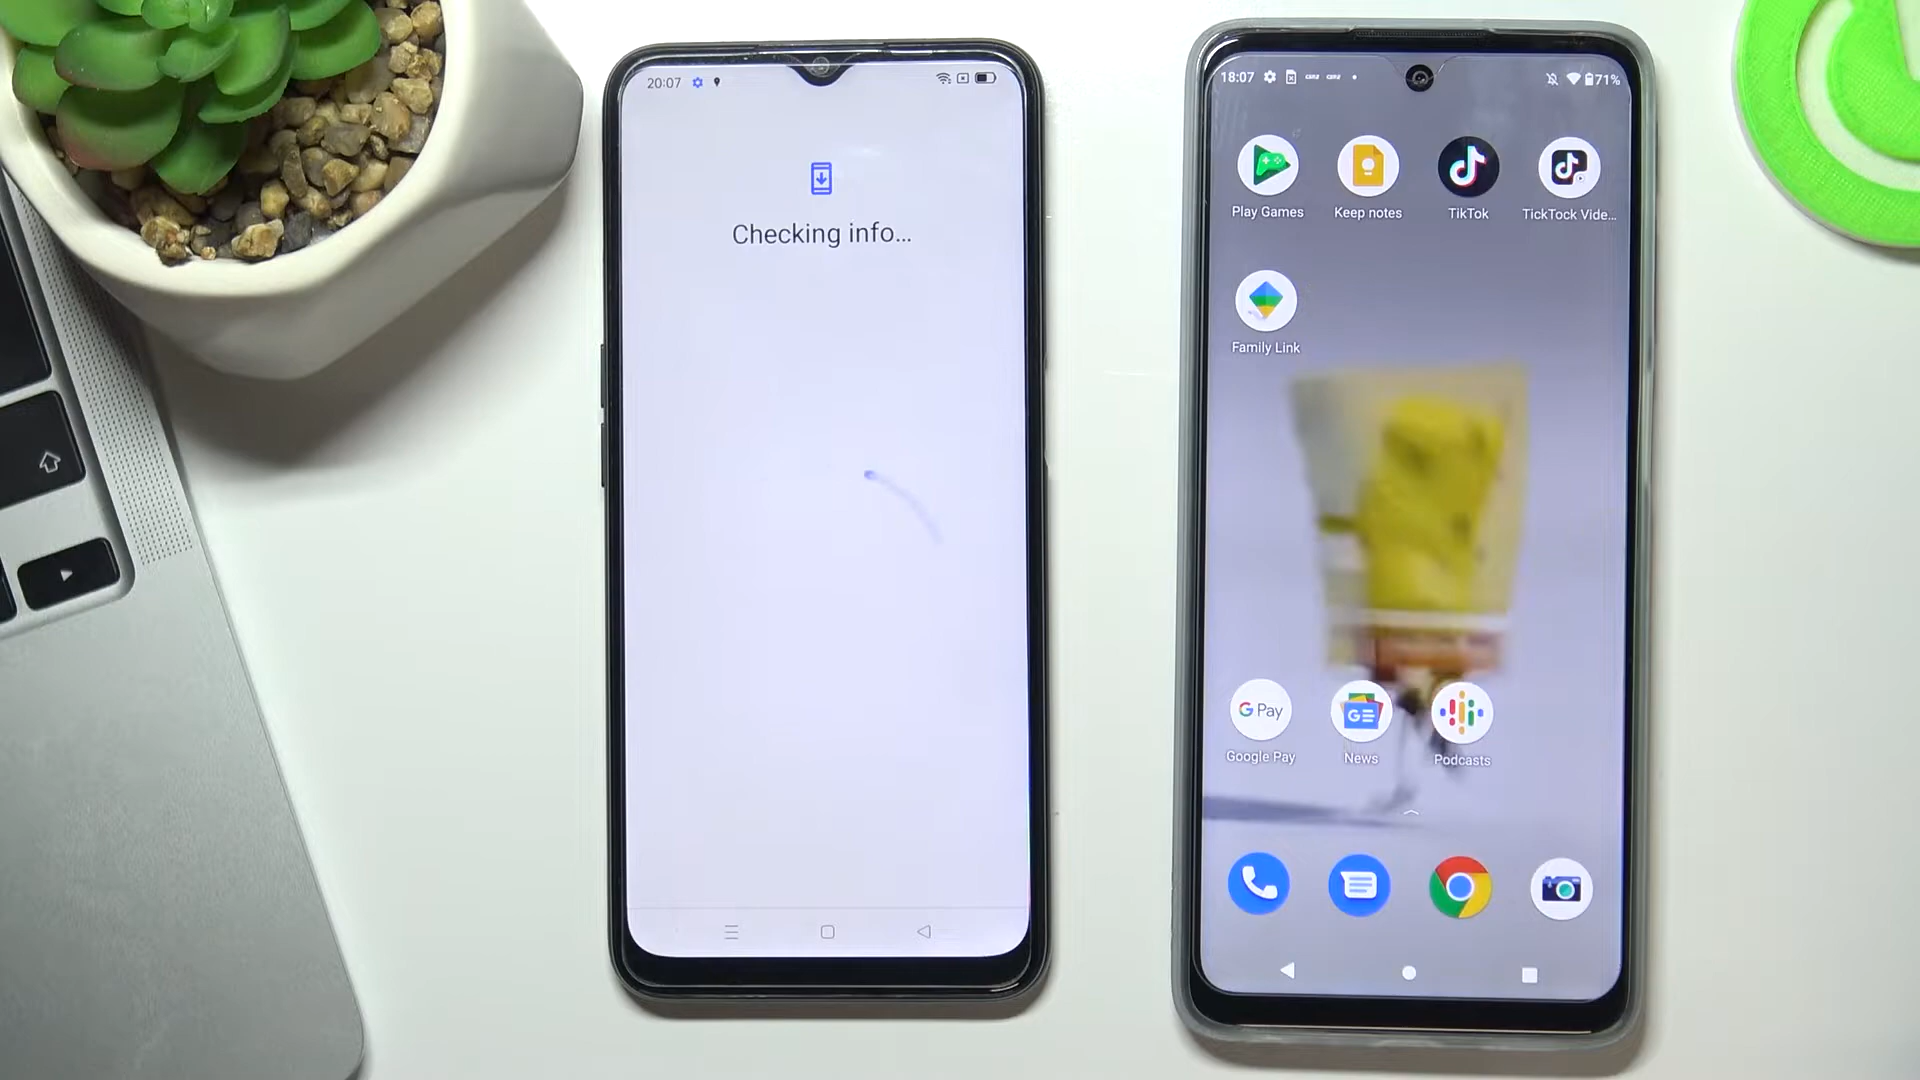 20:07
Checking info...
18:07
71%
Play Games
Keep notes
TikTok
TickTock Vide...
Family Link
G Pay
Google Pay
News
Podcasts